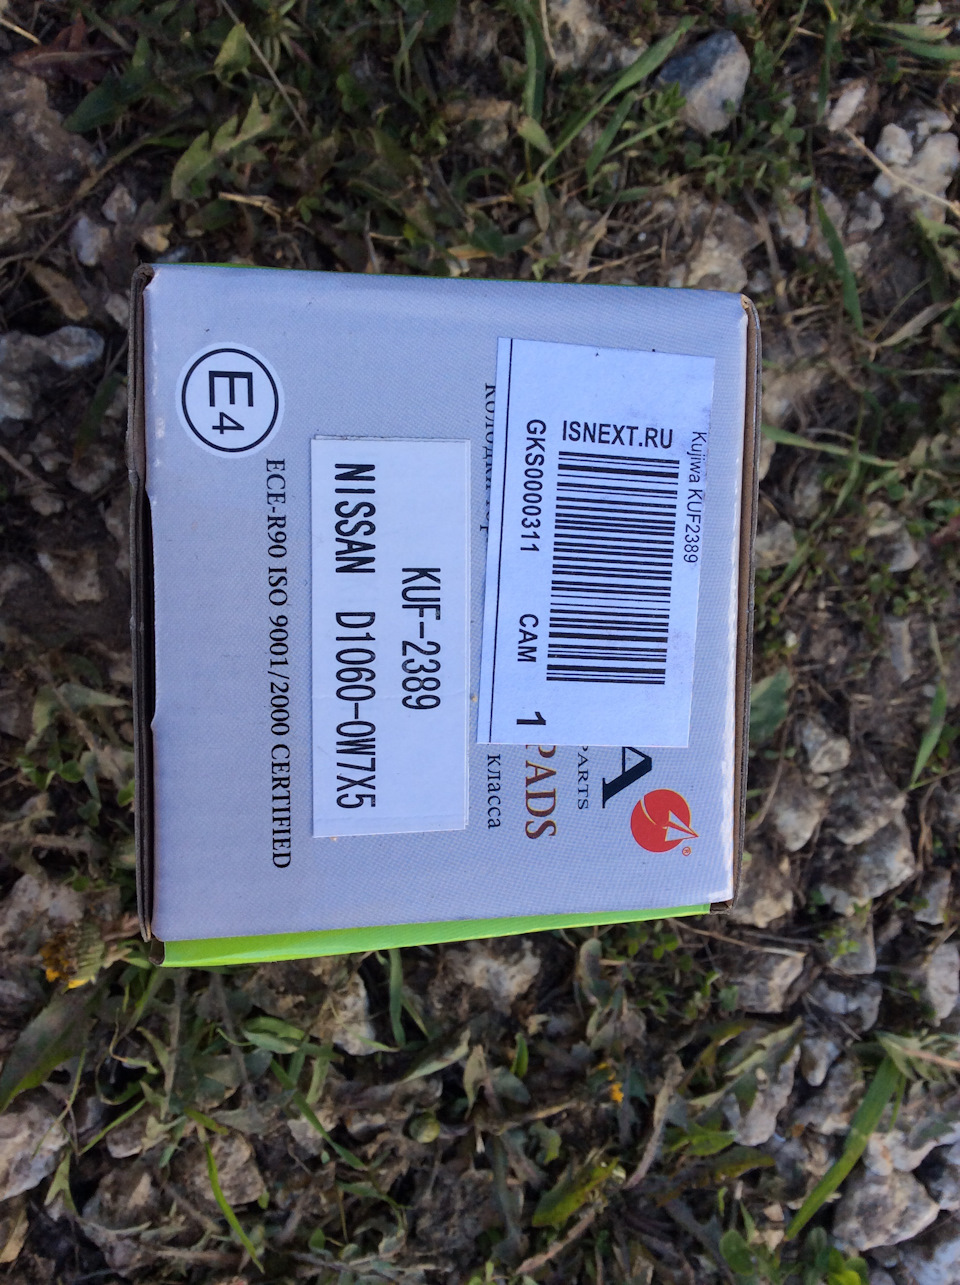 Kujiwa KUF2389
ISNEXT.RU
GKS0000311 CAM 1
A
PARTS
PADS
класса
KUF-2389
NISSAN D1060-0W7X5
ECE-R90 ISO 9001/2000 CERTIFIED
E4